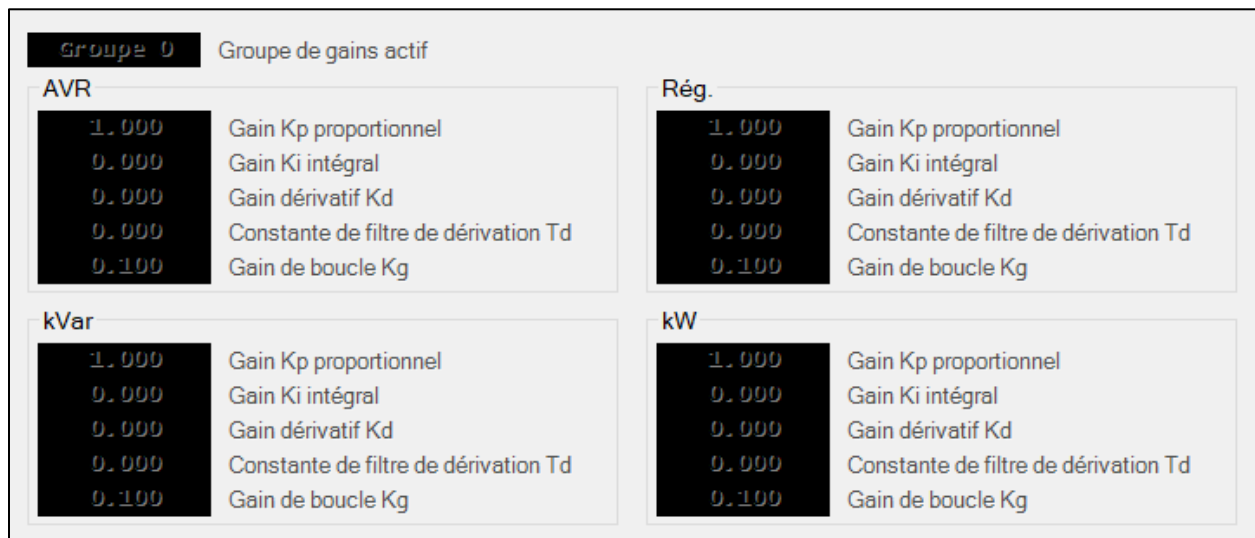 Groupe 0 Groupe de gains actif
AVR
1.000 Gain Kp proportionnel
0.000 Gain Ki intégral
0.000 Gain dérivatif Kd
0.000 Constante de filtre de dérivation Td
0.100 Gain de boucle Kg
Rég.
1.000 Gain Kp proportionnel
0.000 Gain Ki intégral
0.000 Gain dérivatif Kd
0.000 Constante de filtre de dérivation Td
0.100 Gain de boucle Kg
kVar
1.000 Gain Kp proportionnel
0.000 Gain Ki intégral
0.000 Gain dérivatif Kd
0.000 Constante de filtre de dérivation Td
0.100 Gain de boucle Kg
kW
1.000 Gain Kp proportionnel
0.000 Gain Ki intégral
0.000 Gain dérivatif Kd
0.000 Constante de filtre de dérivation Td
0.100 Gain de boucle Kg